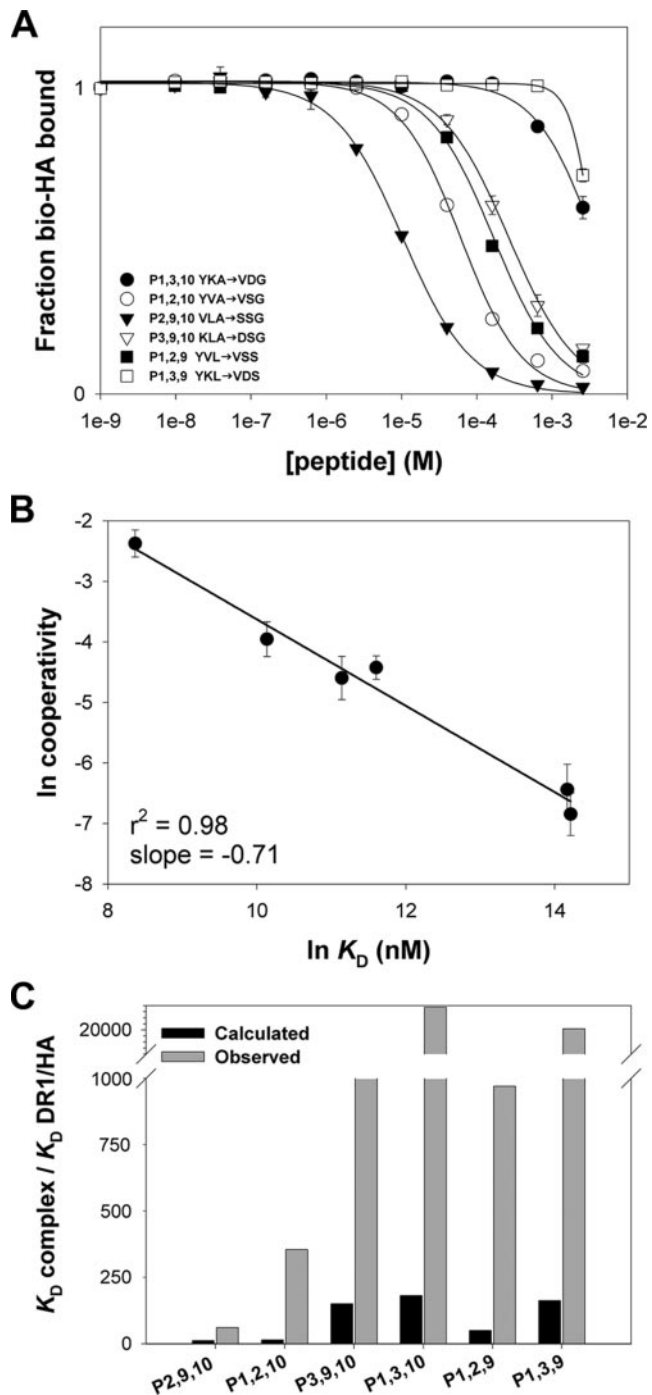 A
Fraction bio-HA bound
1
0
P1,3,10 YKA→VDG
P1,2,10 YVA→VSG
P2,9,10 VLA→SSG
P3,9,10 KLA→DSG
P1,2,9 YVL→VSS
P1,3,9 YKL→VDS
1e-9 1e-8 1e-7 1e-6 1e-5 1e-4 1e-3 1e-2
[peptide] (M)
B
ln cooperativity
-2
-3
-4
-5
-6
-7
-8
r² = 0.98
slope = -0.71
8 10 12 14
ln K_D (nM)
C
K_D complex / K_D DR1/HA
Calculated
Observed
20000
1000
750
500
250
0
P2,9,10 P1,2,10 P3,9,10 P1,3,10 P1,2,9 P1,3,9